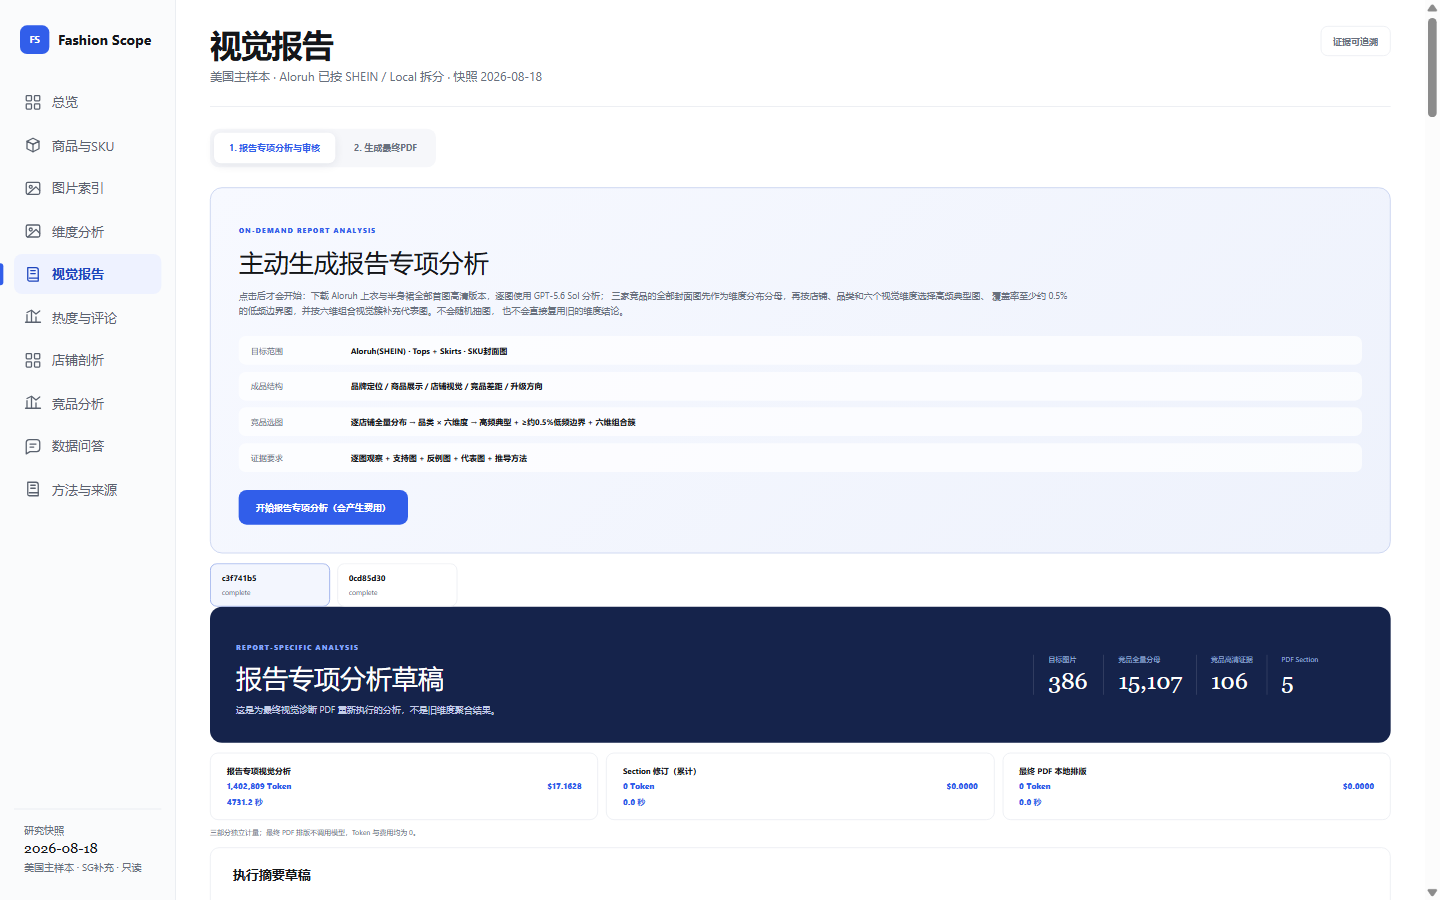 FS
Fashion Scope
总览
商品与SKU
图片索引
维度分析
视觉报告
热度与评论
店铺剖析
竞品分析
数据问答
方法与来源
研究快照
2026-08-18
美国主样本 · SG补充 · 只读
视觉报告
美国主样本 · Aloruh 已按 SHEIN / Local 拆分 · 快照 2026-08-18
证据可追溯
1. 报告专项分析与审核
2. 生成最终PDF
ON-DEMAND REPORT ANALYSIS
主动生成报告专项分析
点击后才会开始：下载 Aloruh 上衣与半身裙全部首图高清版本，逐图使用 GPT-5.6 Sol 分析； 三家竞品的全部封面图先作为维度分布分母，再按店铺、品类和六个视觉维度选择高频典型图、 覆盖率至少约 0.5%
的低频边界图，并按六维组合视觉簇补充代表图。不会随机抽图， 也不会直接复用旧的维度结论。
目标范围
Aloruh(SHEIN) · Tops + Skirts · SKU封面图
成品结构
品牌定位 / 商品展示 / 店铺视觉 / 竞品差距 / 升级方向
竞品选图
逐店铺全量分布 → 品类 × 六维度 → 高频典型 + ≥约0.5%低频边界 + 六维组合簇
证据要求
逐图观察 + 支持图 + 反例图 + 代表图 + 推导方法
开始报告专项分析（会产生费用）
c3f741b5
complete
0cd85d30
complete
REPORT-SPECIFIC ANALYSIS
报告专项分析草稿
这是为最终视觉诊断 PDF 重新执行的分析，不是旧维度聚合结果。
目标图片
386
竞品全量分母
15,107
竞品高清证据
106
PDF Section
5
报告专项视觉分析
1,402,809 Token
$17.1628
4731.2 秒
Section 修订（累计）
0 Token
$0.0000
0.0 秒
最终 PDF 本地排版
0 Token
$0.0000
0.0 秒
三部分独立计量；最终 PDF 排版不调用模型，Token 与费用均为 0。
执行摘要草稿